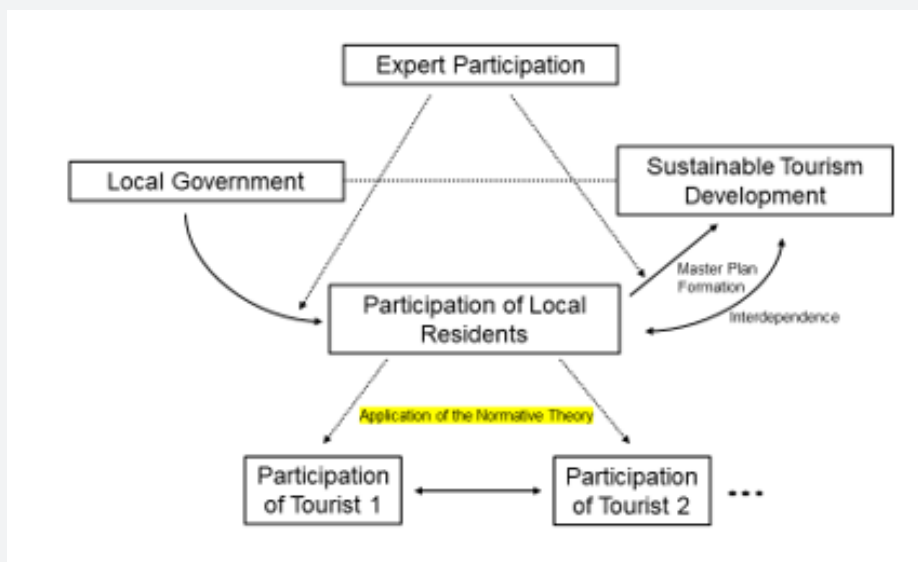 Expert Participation
Local Government
Sustainable Tourism
Development
Master Plan
Formation
Participation of Local
Residents
Interdependence
Application of the Normative Theory
Participation
of Tourist 1
Participation
of Tourist 2
...